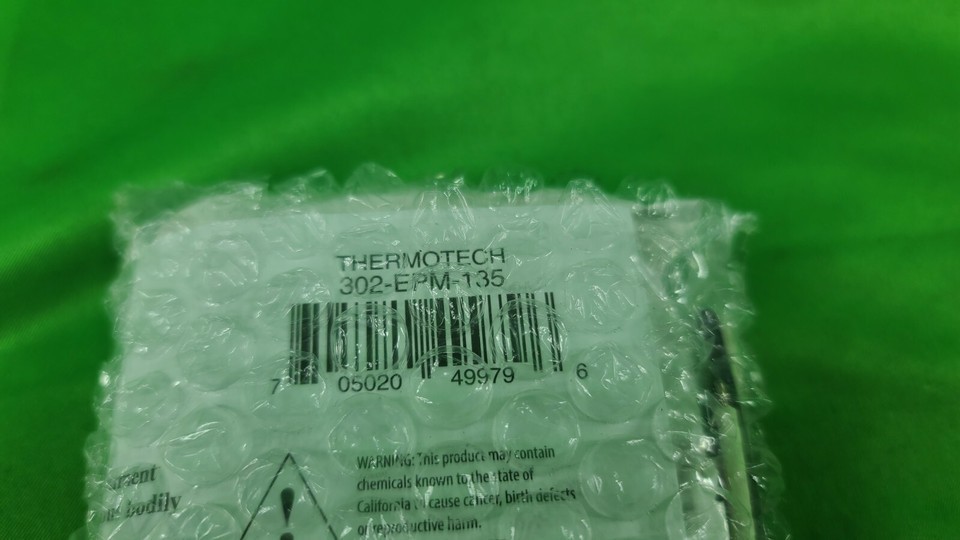 THERMOTECH
302-EPM-135
7 05020 49979 6
bodily
WARNING: This product may contain
chemicals known to the state of
California to cause cancer, birth defects
or reproductive harm.